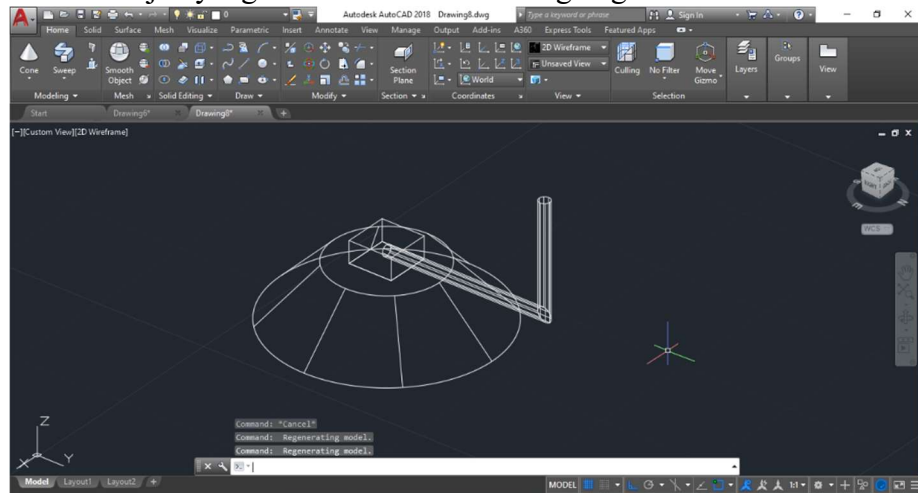 Autodesk AutoCAD 2018 Drawing8.dwg
Type a keyword or phrase
Sign In
Home Solid Surface Mesh Visualize Parametric Insert Annotate View Manage Output Add-ins A360 Express Tools Featured Apps
Cone Sweep Smooth Object Section Plane 2D Wireframe Unsaved View World Culling No Filter Move Gizmo Layers Groups View
Modeling Mesh Solid Editing Draw Modify Section Coordinates View Selection
Start Drawing6* Drawing8*
[-][Custom View][2D Wireframe]
WCS
Z
X Y
Command: *Cancel*
Command: Regenerating model.
Command: Regenerating model.
Model Layout1 Layout2 + MODEL 1:1